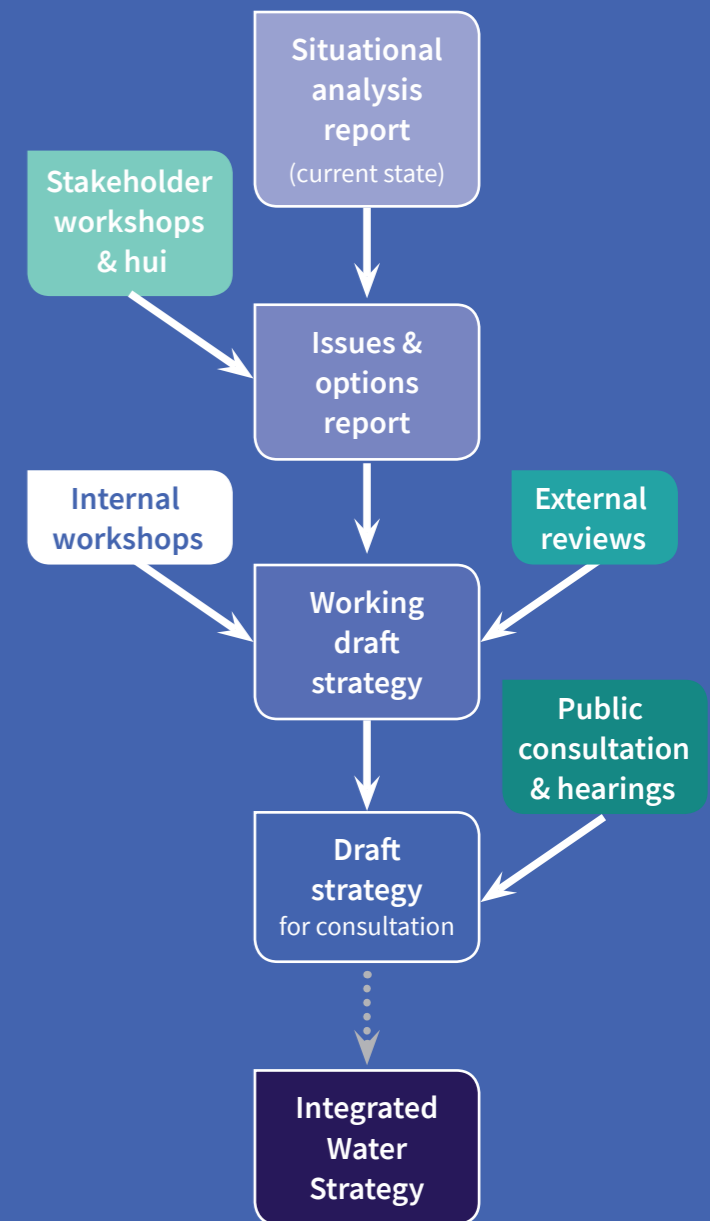 Situational
analysis
report
(current state)
Stakeholder
workshops
& hui
Issues &
options
report
Internal
workshops
External
reviews
Working
draft
strategy
Public
consultation
& hearings
Draft
strategy
for consultation
Integrated
Water
Strategy